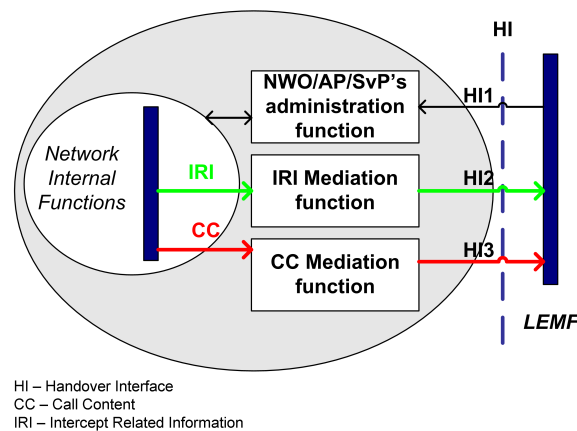 HI
NWO/AP/SvP's
administration
function
HI1
Network
Internal
Functions
IRI
IRI Mediation
function
HI2
CC
CC Mediation
function
HI3
LEMF
HI – Handover Interface
CC – Call Content
IRI – Intercept Related Information